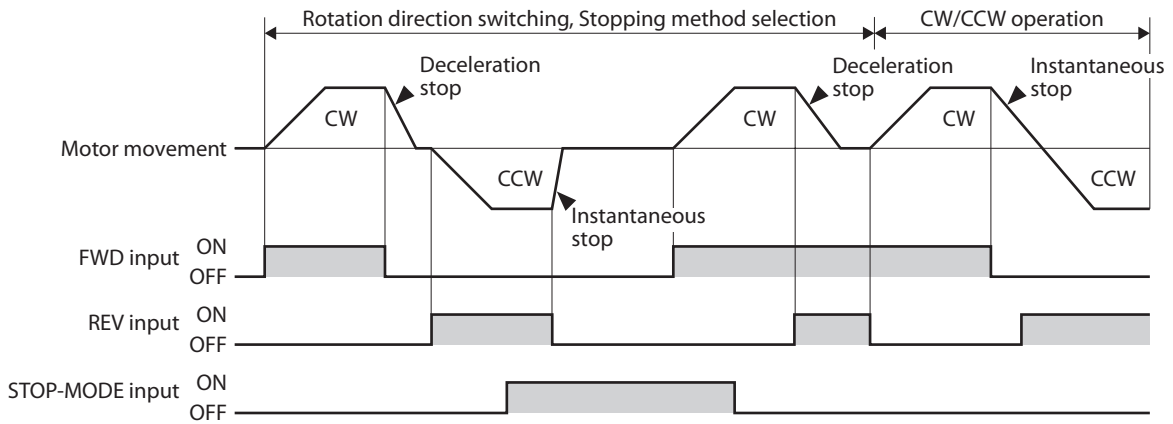 Rotation direction switching, Stopping method selection
CW/CCW operation
Deceleration
stop
Deceleration
stop
Instantaneous
stop
CW
CW
CW
Motor movement
CCW
CCW
Instantaneous
stop
FWD input
ON
OFF
REV input
ON
OFF
STOP-MODE input
ON
OFF